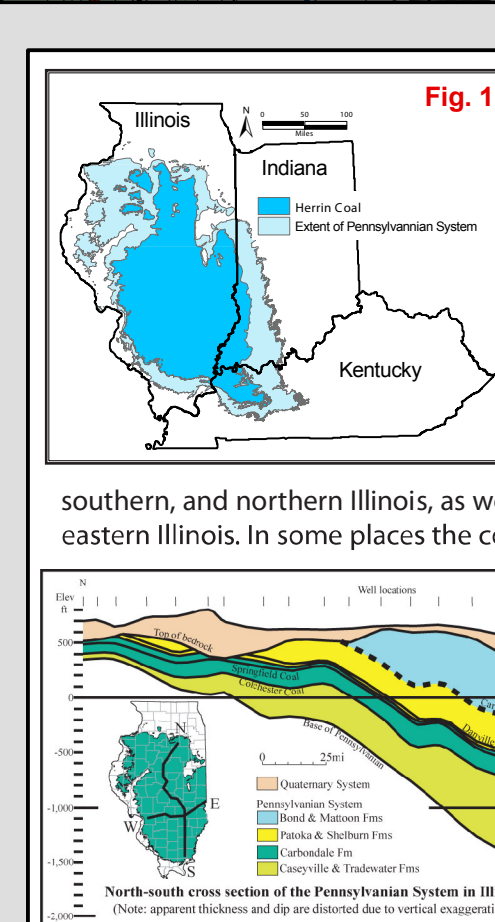 Fig. 1
Illinois
N
0 50 100
Miles
Indiana
Herrin Coal
Extent of Pennsylvannian System
Kentucky
southern, and northern Illinois, as we
eastern Illinois. In some places the co
N
Well locations
Elev
ft
Top of bedrock
500
Springfield Coal
Colchester Coal
Car
0
Base of Pennsylvanian
Danville
N
-500
0 25mi
Quaternary System
E
Pennsylvanian System
-1,000
Bond & Mattoon Fms
W
Patoka & Shelburn Fms
Carbondale Fm
-1,500
Caseyville & Tradewater Fms
S
North-south cross section of the Pennsylvanian System in Ill
(Note: apparent thickness and dip are distorted due to vertical exaggerati
-2,000